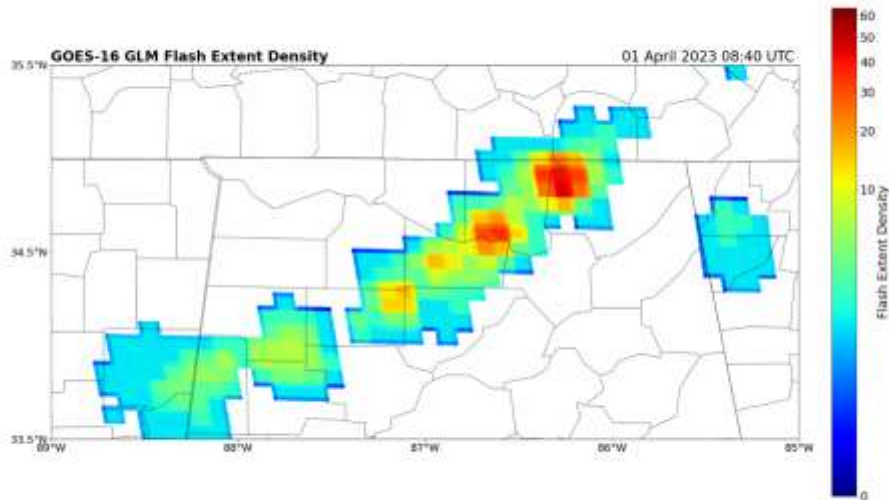 GOES-16 GLM Flash Extent Density 01 April 2023 08:40 UTC
35.5°N
34.5°N
33.5°N
89°W 88°W 87°W 86°W 85°W
60
50
40
30
20
10
0
Flash Extent Density